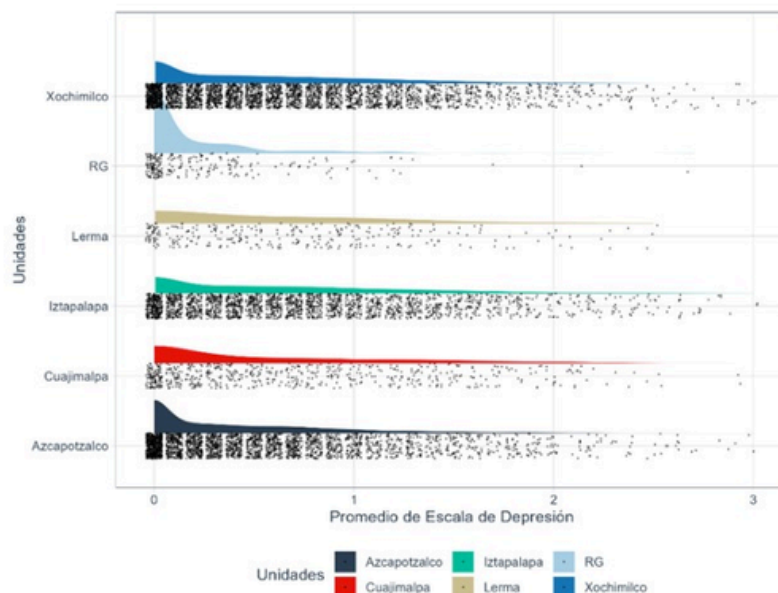 Unidades
Xochimilco
RG
Lerma
Iztapalapa
Cuajimalpa
Azcapotzalco
0 1 2 3
Promedio de Escala de Depresión
Unidades
Azcapotzalco Iztapalapa RG
Cuajimalpa Lerma Xochimilco